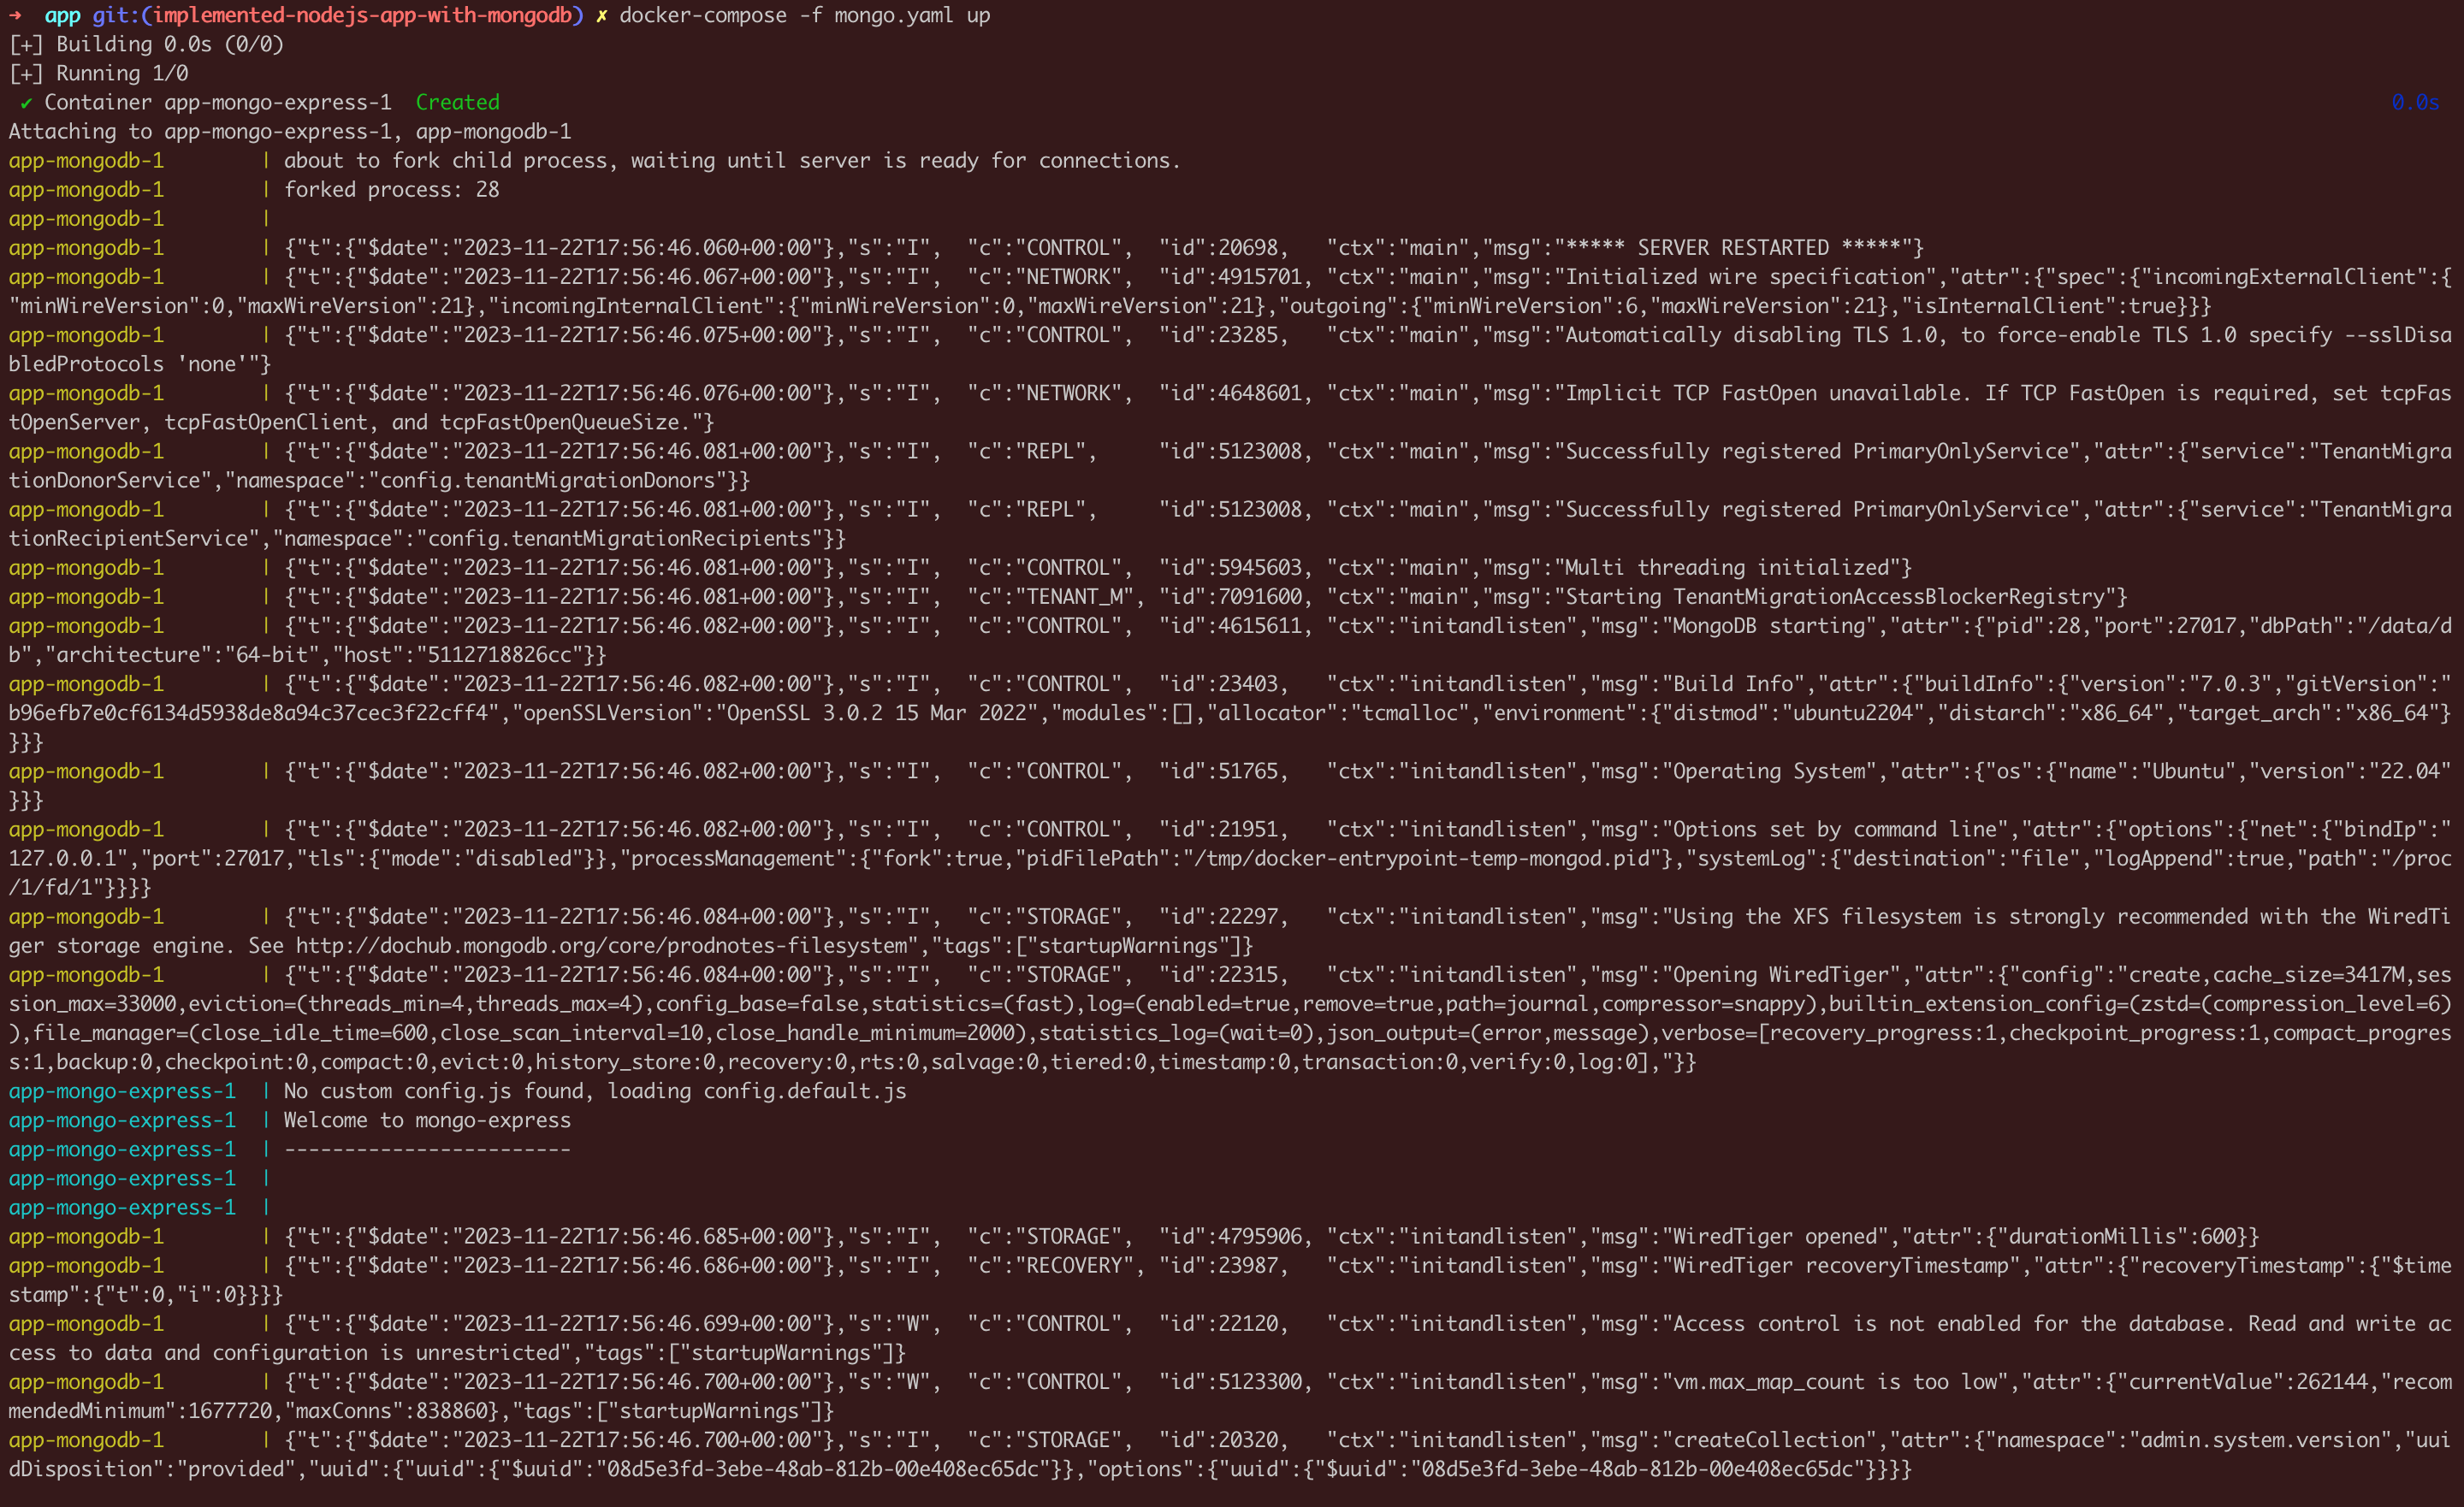 ➜  app git:(implemented-nodejs-app-with-mongodb) ✗ docker-compose -f mongo.yaml up
[+] Building 0.0s (0/0)
[+] Running 1/0
 ✔ Container app-mongo-express-1  Created 0.0s
Attaching to app-mongo-express-1, app-mongodb-1
app-mongodb-1        | about to fork child process, waiting until server is ready for connections.
app-mongodb-1        | forked process: 28
app-mongodb-1        |
app-mongodb-1        | {"t":{"$date":"2023-11-22T17:56:46.060+00:00"},"s":"I",  "c":"CONTROL",  "id":20698,   "ctx":"main","msg":"***** SERVER RESTARTED *****"}
app-mongodb-1        | {"t":{"$date":"2023-11-22T17:56:46.067+00:00"},"s":"I",  "c":"NETWORK",  "id":4915701, "ctx":"main","msg":"Initialized wire specification","attr":{"spec":{"incomingExternalClient":{
"minWireVersion":0,"maxWireVersion":21},"incomingInternalClient":{"minWireVersion":0,"maxWireVersion":21},"outgoing":{"minWireVersion":6,"maxWireVersion":21},"isInternalClient":true}}}
app-mongodb-1        | {"t":{"$date":"2023-11-22T17:56:46.075+00:00"},"s":"I",  "c":"CONTROL",  "id":23285,   "ctx":"main","msg":"Automatically disabling TLS 1.0, to force-enable TLS 1.0 specify --sslDisa
bledProtocols 'none'"}
app-mongodb-1        | {"t":{"$date":"2023-11-22T17:56:46.076+00:00"},"s":"I",  "c":"NETWORK",  "id":4648601, "ctx":"main","msg":"Implicit TCP FastOpen unavailable. If TCP FastOpen is required, set tcpFas
tOpenServer, tcpFastOpenClient, and tcpFastOpenQueueSize."}
app-mongodb-1        | {"t":{"$date":"2023-11-22T17:56:46.081+00:00"},"s":"I",  "c":"REPL",     "id":5123008, "ctx":"main","msg":"Successfully registered PrimaryOnlyService","attr":{"service":"TenantMigra
tionDonorService","namespace":"config.tenantMigrationDonors"}}
app-mongodb-1        | {"t":{"$date":"2023-11-22T17:56:46.081+00:00"},"s":"I",  "c":"REPL",     "id":5123008, "ctx":"main","msg":"Successfully registered PrimaryOnlyService","attr":{"service":"TenantMigra
tionRecipientService","namespace":"config.tenantMigrationRecipients"}}
app-mongodb-1        | {"t":{"$date":"2023-11-22T17:56:46.081+00:00"},"s":"I",  "c":"CONTROL",  "id":5945603, "ctx":"main","msg":"Multi threading initialized"}
app-mongodb-1        | {"t":{"$date":"2023-11-22T17:56:46.081+00:00"},"s":"I",  "c":"TENANT_M", "id":7091600, "ctx":"main","msg":"Starting TenantMigrationAccessBlockerRegistry"}
app-mongodb-1        | {"t":{"$date":"2023-11-22T17:56:46.082+00:00"},"s":"I",  "c":"CONTROL",  "id":4615611, "ctx":"initandlisten","msg":"MongoDB starting","attr":{"pid":28,"port":27017,"dbPath":"/data/d
b","architecture":"64-bit","host":"5112718826cc"}}
app-mongodb-1        | {"t":{"$date":"2023-11-22T17:56:46.082+00:00"},"s":"I",  "c":"CONTROL",  "id":23403,   "ctx":"initandlisten","msg":"Build Info","attr":{"buildInfo":{"version":"7.0.3","gitVersion":"
b96efb7e0cf6134d5938de8a94c37cec3f22cff4","openSSLVersion":"OpenSSL 3.0.2 15 Mar 2022","modules":[],"allocator":"tcmalloc","environment":{"distmod":"ubuntu2204","distarch":"x86_64","target_arch":"x86_64"}
}}}
app-mongodb-1        | {"t":{"$date":"2023-11-22T17:56:46.082+00:00"},"s":"I",  "c":"CONTROL",  "id":51765,   "ctx":"initandlisten","msg":"Operating System","attr":{"os":{"name":"Ubuntu","version":"22.04"
}}}
app-mongodb-1        | {"t":{"$date":"2023-11-22T17:56:46.082+00:00"},"s":"I",  "c":"CONTROL",  "id":21951,   "ctx":"initandlisten","msg":"Options set by command line","attr":{"options":{"net":{"bindIp":"
127.0.0.1","port":27017,"tls":{"mode":"disabled"}},"processManagement":{"fork":true,"pidFilePath":"/tmp/docker-entrypoint-temp-mongod.pid"},"systemLog":{"destination":"file","logAppend":true,"path":"/proc
/1/fd/1"}}}}
app-mongodb-1        | {"t":{"$date":"2023-11-22T17:56:46.084+00:00"},"s":"I",  "c":"STORAGE",  "id":22297,   "ctx":"initandlisten","msg":"Using the XFS filesystem is strongly recommended with the WiredTi
ger storage engine. See http://dochub.mongodb.org/core/prodnotes-filesystem","tags":["startupWarnings"]}
app-mongodb-1        | {"t":{"$date":"2023-11-22T17:56:46.084+00:00"},"s":"I",  "c":"STORAGE",  "id":22315,   "ctx":"initandlisten","msg":"Opening WiredTiger","attr":{"config":"create,cache_size=3417M,ses
sion_max=33000,eviction=(threads_min=4,threads_max=4),config_base=false,statistics=(fast),log=(enabled=true,remove=true,path=journal,compressor=snappy),builtin_extension_config=(zstd=(compression_level=6)
),file_manager=(close_idle_time=600,close_scan_interval=10,close_handle_minimum=2000),statistics_log=(wait=0),json_output=(error,message),verbose=[recovery_progress:1,checkpoint_progress:1,compact_progres
s:1,backup:0,checkpoint:0,compact:0,evict:0,history_store:0,recovery:0,rts:0,salvage:0,tiered:0,timestamp:0,transaction:0,verify:0,log:0],"}}
app-mongo-express-1  | No custom config.js found, loading config.default.js
app-mongo-express-1  | Welcome to mongo-express
app-mongo-express-1  | ------------------------
app-mongo-express-1  |
app-mongo-express-1  |
app-mongodb-1        | {"t":{"$date":"2023-11-22T17:56:46.685+00:00"},"s":"I",  "c":"STORAGE",  "id":4795906, "ctx":"initandlisten","msg":"WiredTiger opened","attr":{"durationMillis":600}}
app-mongodb-1        | {"t":{"$date":"2023-11-22T17:56:46.686+00:00"},"s":"I",  "c":"RECOVERY", "id":23987,   "ctx":"initandlisten","msg":"WiredTiger recoveryTimestamp","attr":{"recoveryTimestamp":{"$time
stamp":{"t":0,"i":0}}}}
app-mongodb-1        | {"t":{"$date":"2023-11-22T17:56:46.699+00:00"},"s":"W",  "c":"CONTROL",  "id":22120,   "ctx":"initandlisten","msg":"Access control is not enabled for the database. Read and write ac
cess to data and configuration is unrestricted","tags":["startupWarnings"]}
app-mongodb-1        | {"t":{"$date":"2023-11-22T17:56:46.700+00:00"},"s":"W",  "c":"CONTROL",  "id":5123300, "ctx":"initandlisten","msg":"vm.max_map_count is too low","attr":{"currentValue":262144,"recom
mendedMinimum":1677720,"maxConns":838860},"tags":["startupWarnings"]}
app-mongodb-1        | {"t":{"$date":"2023-11-22T17:56:46.700+00:00"},"s":"I",  "c":"STORAGE",  "id":20320,   "ctx":"initandlisten","msg":"createCollection","attr":{"namespace":"admin.system.version","uui
dDisposition":"provided","uuid":{"uuid":{"$uuid":"08d5e3fd-3ebe-48ab-812b-00e408ec65dc"}},"options":{"uuid":{"$uuid":"08d5e3fd-3ebe-48ab-812b-00e408ec65dc"}}}}